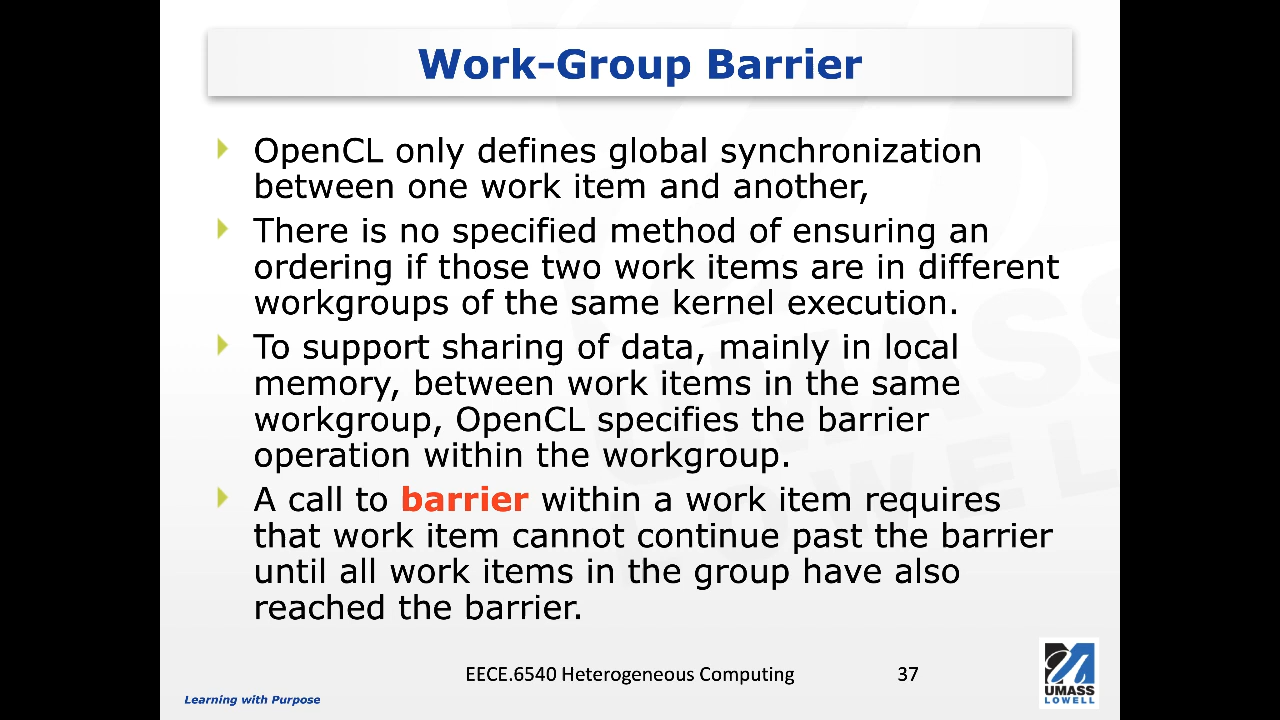 Work-Group Barrier
OpenCL only defines global synchronization
between one work item and another,
There is no specified method of ensuring an
ordering if those two work items are in different
workgroups of the same kernel execution.
To support sharing of data, mainly in local
memory, between work items in the same
workgroup, OpenCL specifies the barrier
operation within the workgroup.
A call to barrier within a work item requires
that work item cannot continue past the barrier
until all work items in the group have also
reached the barrier.
EECE.6540 Heterogeneous Computing
37
Learning with Purpose
UMASS
LOWELL
UMASS
LOWELL